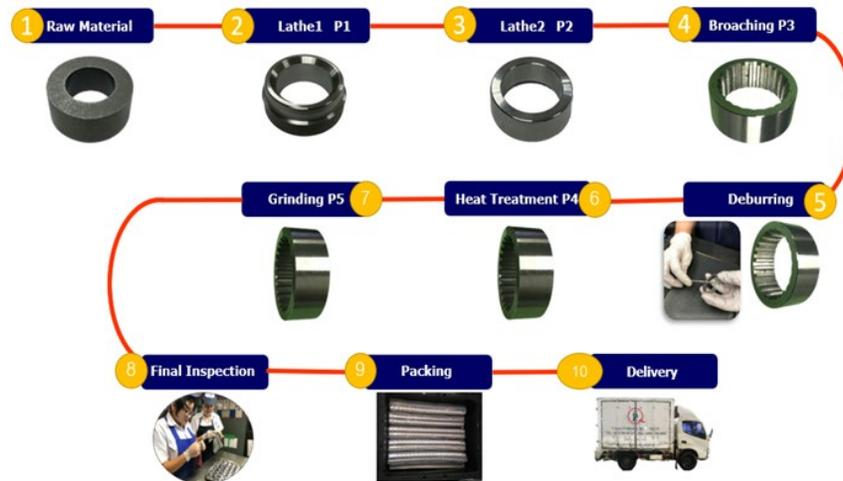 1 Raw Material
2 Lathe1 P1
3 Lathe2 P2
4 Broaching P3
Grinding P5 7
Heat Treatment P4 6
Deburring 5
8 Final Inspection
9 Packing
10 Delivery